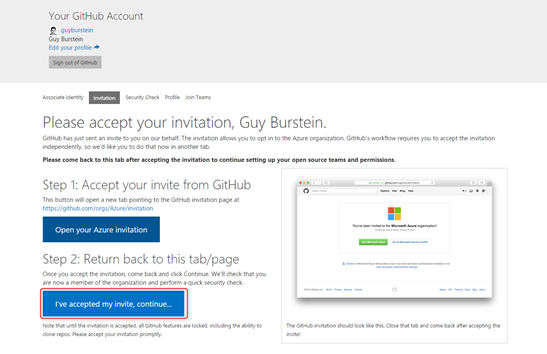 Your GitHub Account
guyburstein
Guy Burstein
Edit your profile
Sign out of GitHub
Associate Identity Invitation Security Check Profile Join Teams
Please accept your invitation, Guy Burstein.
GitHub has just sent an invite to you on our behalf. The invitation allows you to opt in to the Azure organization. GitHub's workflow requires you to accept the invitation
independently, so we'd like you to do that now in another tab.
Please come back to this tab after accepting the invitation to continue setting up your open source teams and permissions.
Step 1: Accept your invite from GitHub
This button will open a new tab pointing to the GitHub invitation page at
https://github.com/orgs/Azure/invitation
Open your Azure invitation
Step 2: Return back to this tab/page
Once you accept the invitation, come back and click Continue. We'll check that you
are now a member of the organization and perform a quick security check.
I've accepted my invite, continue...
Note that until the invitation is accepted, all GitHub features are locked, including the ability to
clone repos. Please accept your invitation promptly.
You've been invited to the Microsoft Azure organization!
The GitHub invitation should look like this. Close that tab and come back after accepting the
invite!